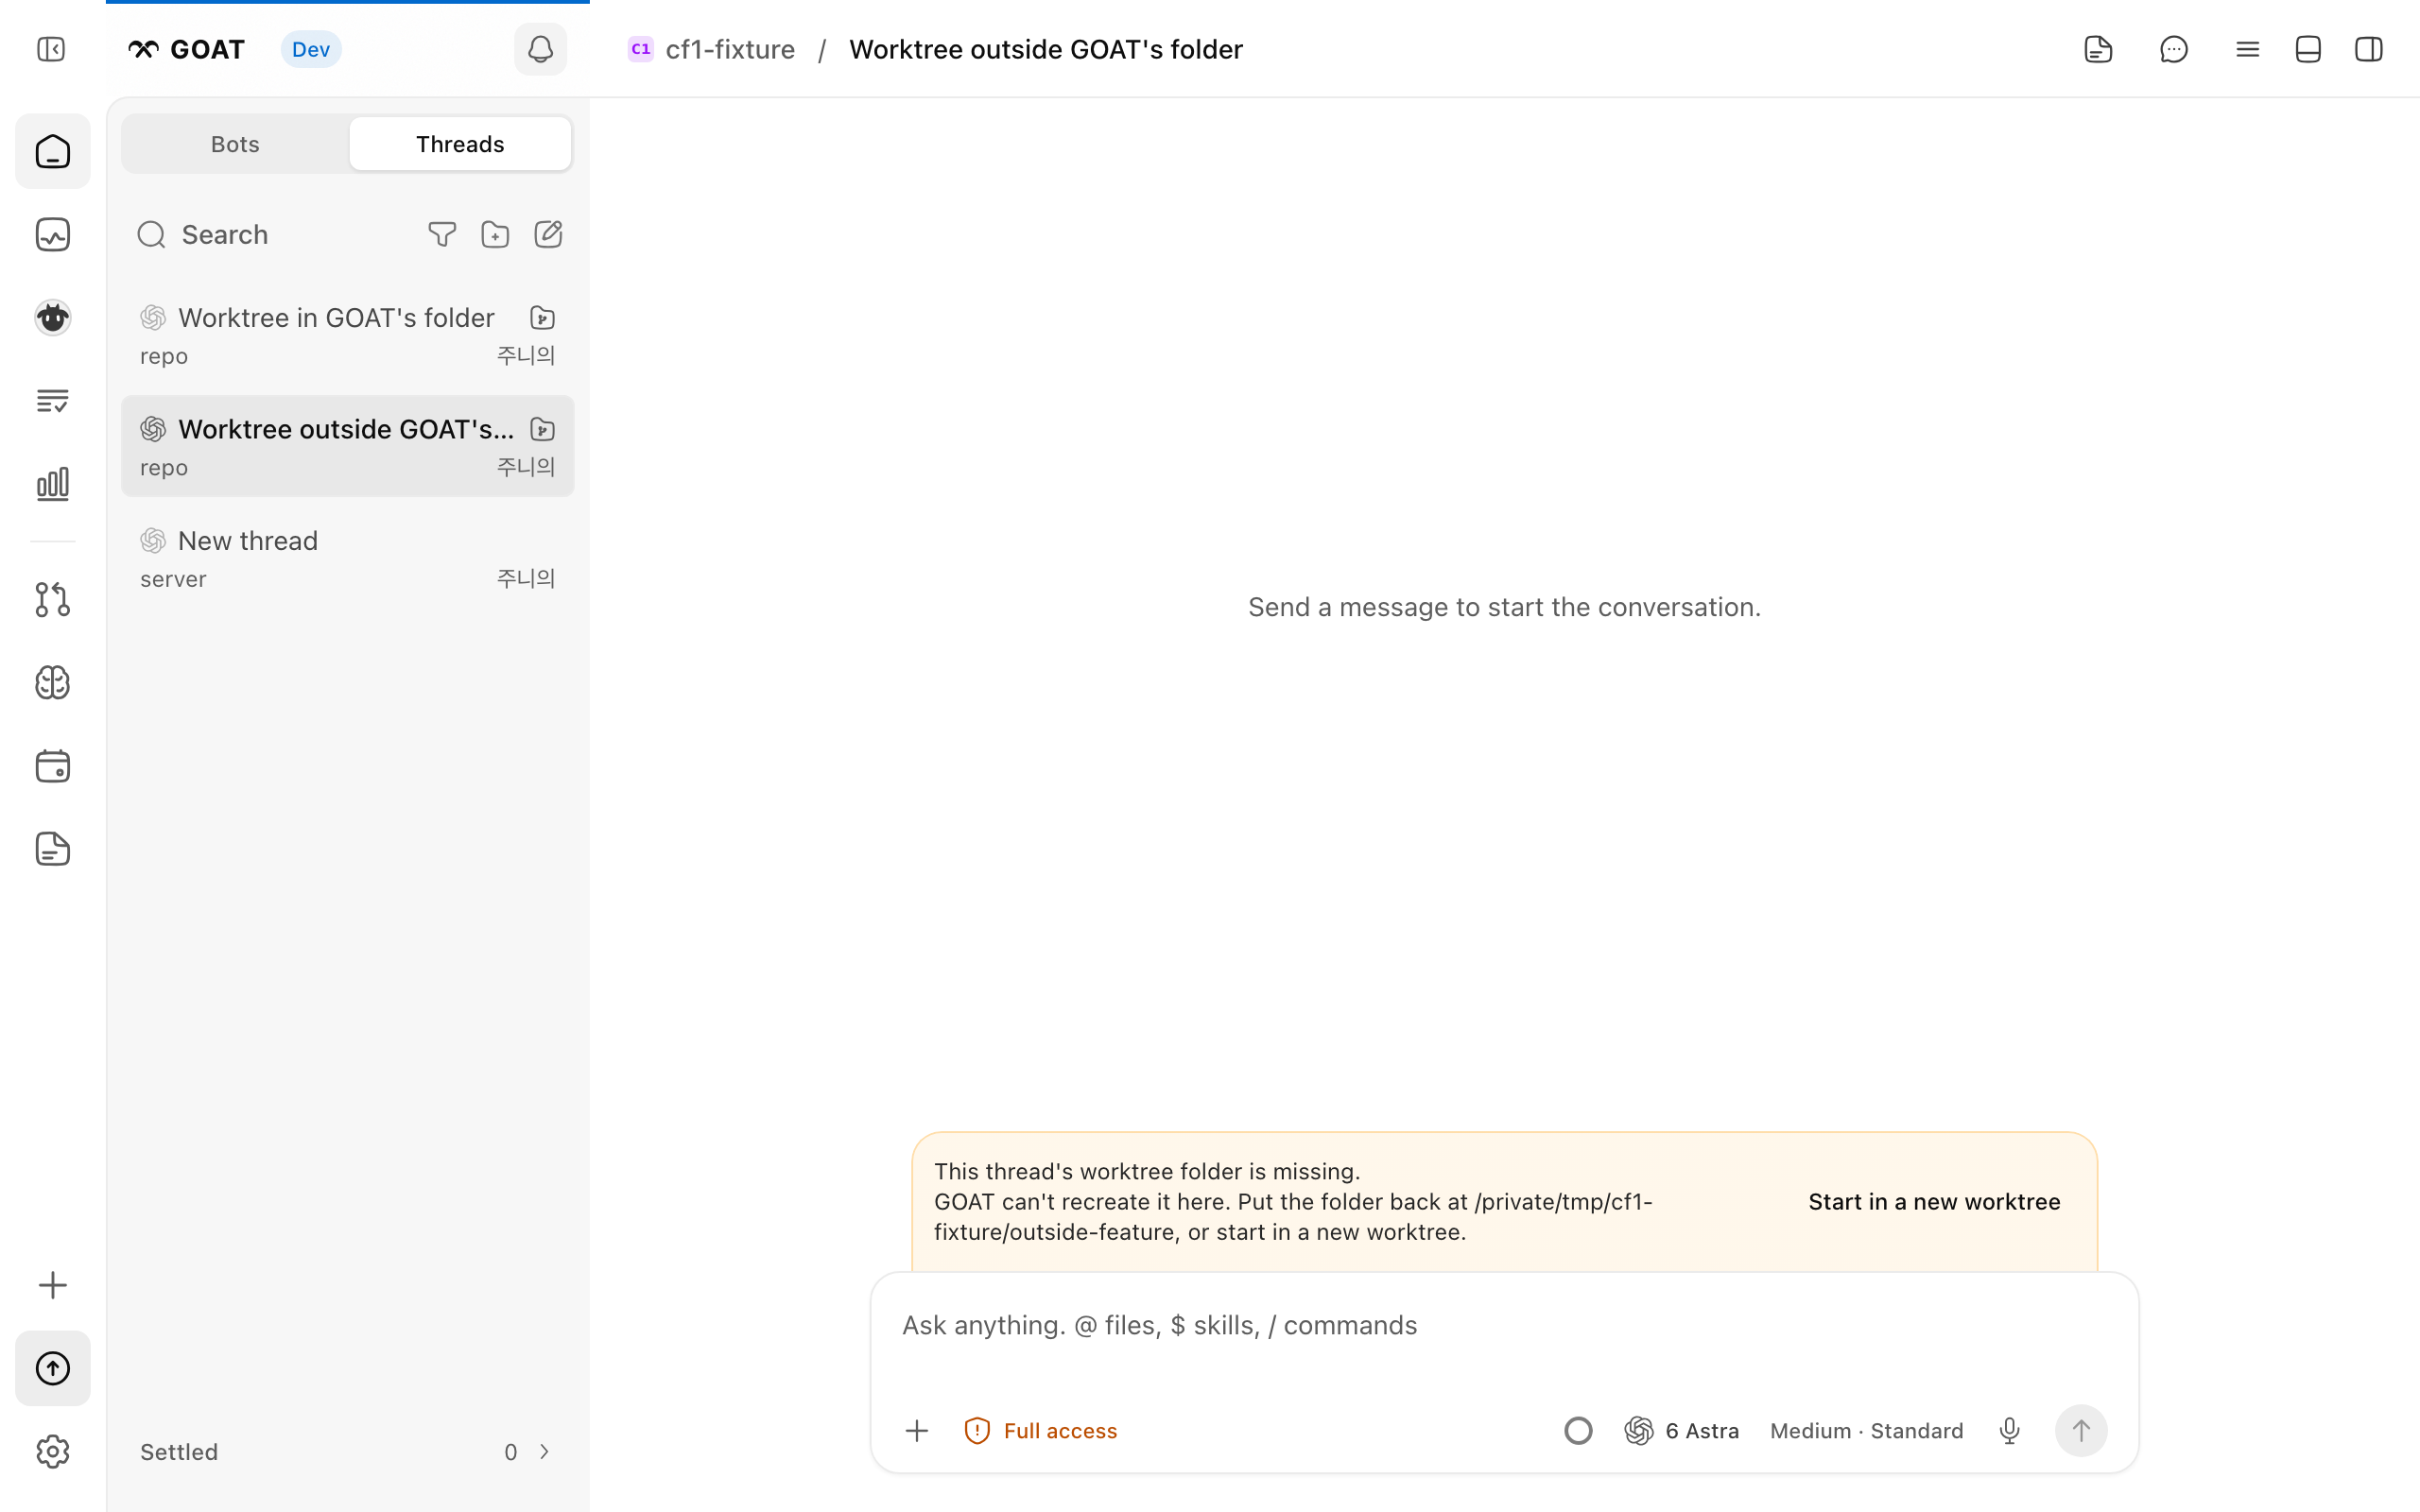 GOAT
Dev
C1 cf1-fixture / Worktree outside GOAT's folder
Bots
Threads
Search
Worktree in GOAT's folder
repo
주니의
Worktree outside GOAT's...
repo
주니의
New thread
server
주니의
Settled
0
Send a message to start the conversation.
This thread's worktree folder is missing.
GOAT can't recreate it here. Put the folder back at /private/tmp/cf1-
fixture/outside-feature, or start in a new worktree.
Start in a new worktree
Ask anything. @ files, $ skills, / commands
Full access
6 Astra
Medium · Standard